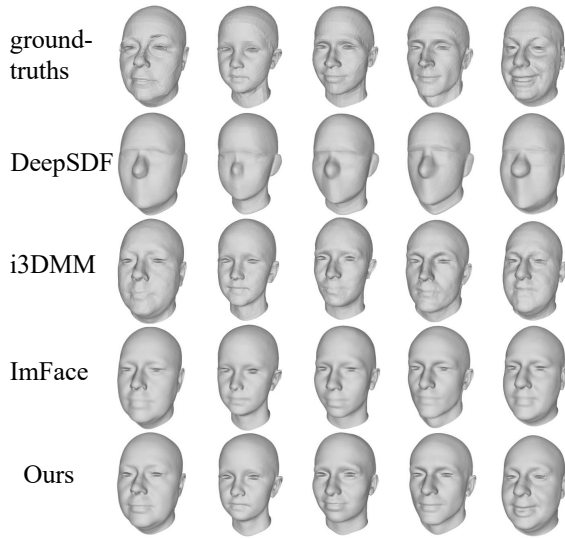 ground-
truths
DeepSDF
i3DMM
ImFace
Ours